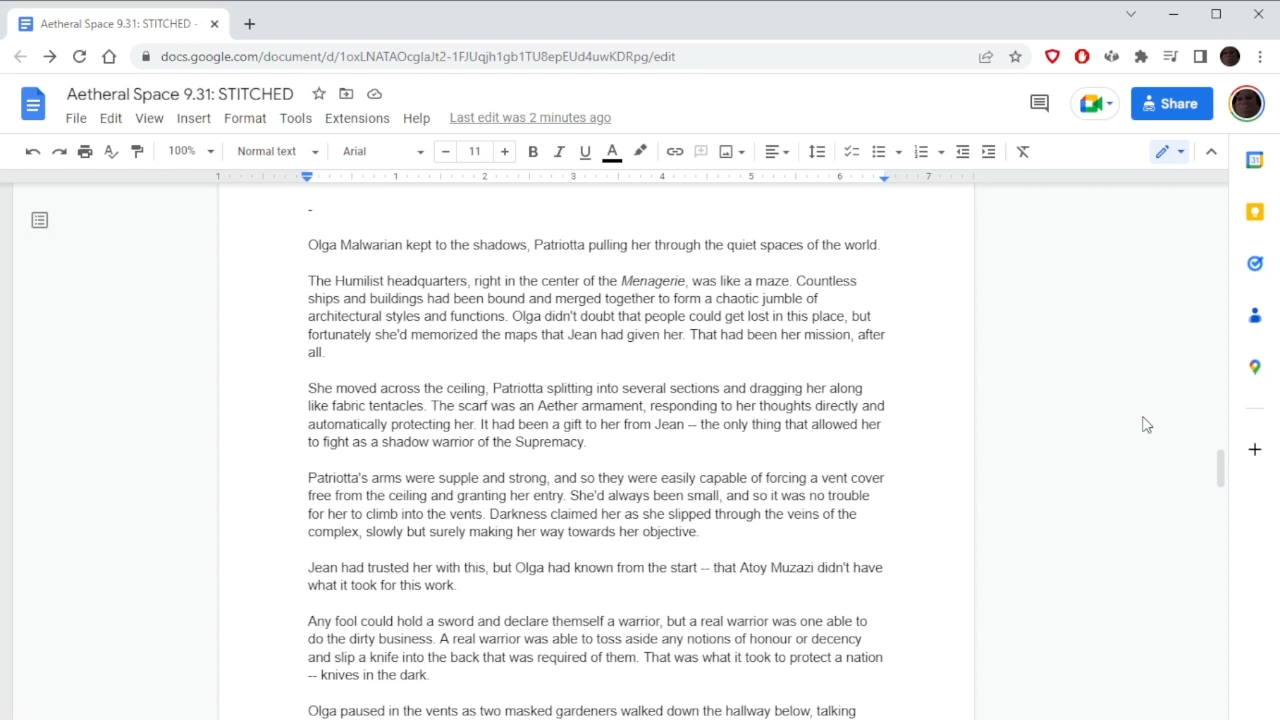 Aetheral Space 9.31: STITCHED -
docs.google.com/document/d/1oxLNATAOcglaJt2-1FJUqjh1gb1TU8epEUd4uwKDRpg/edit
Aetheral Space 9.31: STITCHED
Share
File Edit View Insert Format Tools Extensions Help Last edit was 2 minutes ago
100% Normal text Arial 11
1 1 2 3 4 5 6 7
-
Olga Malwarian kept to the shadows, Patriotta pulling her through the quiet spaces of the world.
The Humilist headquarters, right in the center of the Menagerie, was like a maze. Countless
ships and buildings had been bound and merged together to form a chaotic jumble of
architectural styles and functions. Olga didn't doubt that people could get lost in this place, but
fortunately she'd memorized the maps that Jean had given her. That had been her mission, after
all.
She moved across the ceiling, Patriotta splitting into several sections and dragging her along
like fabric tentacles. The scarf was an Aether armament, responding to her thoughts directly and
automatically protecting her. It had been a gift to her from Jean -- the only thing that allowed her
to fight as a shadow warrior of the Supremacy.
Patriotta's arms were supple and strong, and so they were easily capable of forcing a vent cover
free from the ceiling and granting her entry. She'd always been small, and so it was no trouble
for her to climb into the vents. Darkness claimed her as she slipped through the veins of the
complex, slowly but surely making her way towards her objective.
Jean had trusted her with this, but Olga had known from the start -- that Atoy Muzazi didn't have
what it took for this work.
Any fool could hold a sword and declare themself a warrior, but a real warrior was one able to
do the dirty business. A real warrior was able to toss aside any notions of honour or decency
and slip a knife into the back that was required of them. That was what it took to protect a nation
-- knives in the dark.
Olga paused in the vents as two masked gardeners walked down the hallway below, talking